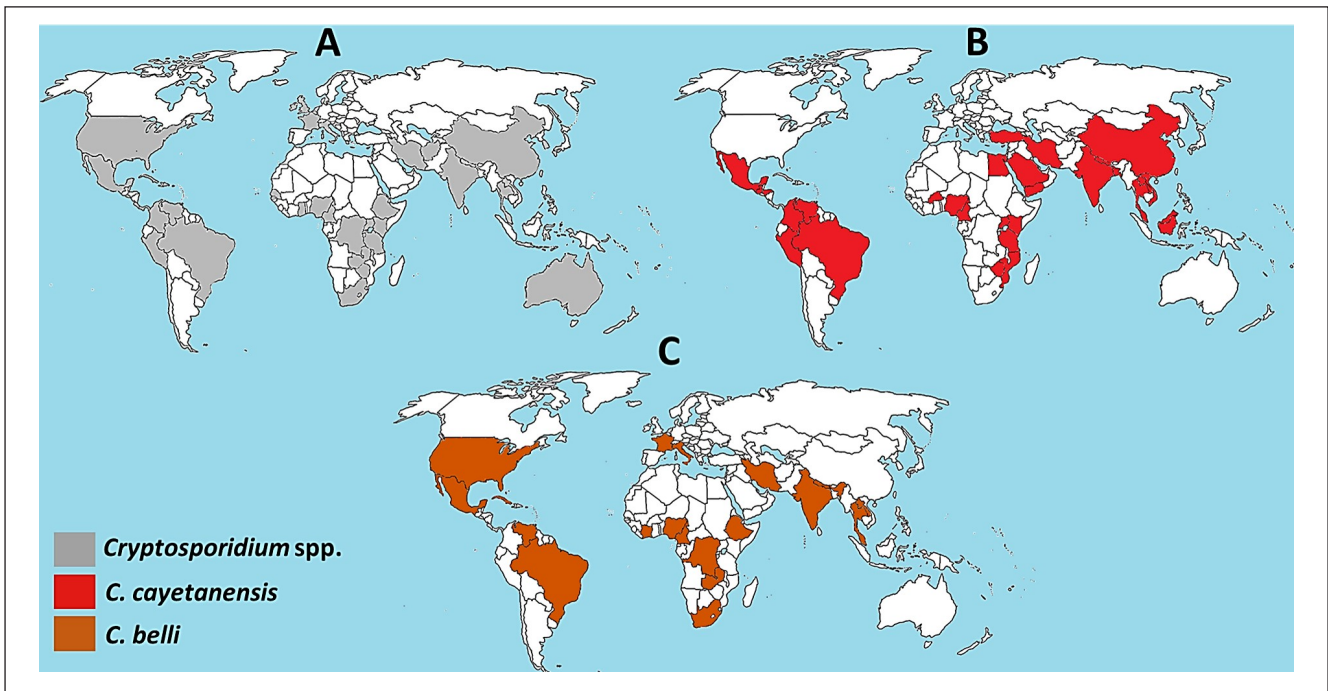 A
B
C
Cryptosporidium spp.
C. cayetanensis
C. belli